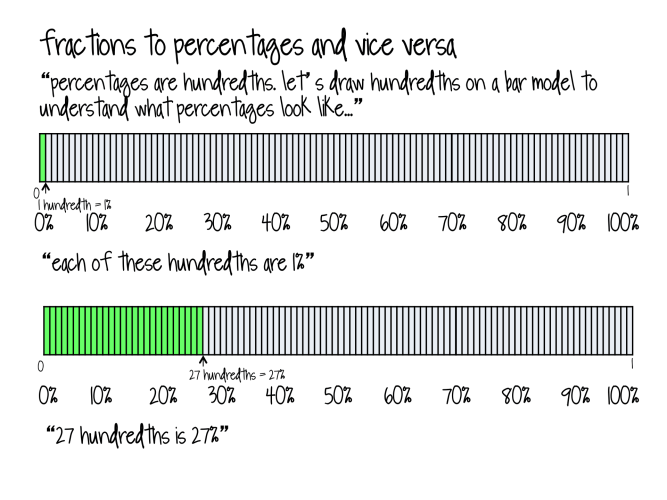 fractions to percentages and vice versa
“percentages are hundredths. let’s draw hundredths on a bar model to
understand what percentages look like...”
0 1
1 hundredth = 1%
0% 10% 20% 30% 40% 50% 60% 70% 80% 90% 100%
“each of these hundredths are 1%”
0 1
27 hundredths = 27%
0% 10% 20% 30% 40% 50% 60% 70% 80% 90% 100%
“27 hundredths is 27%”